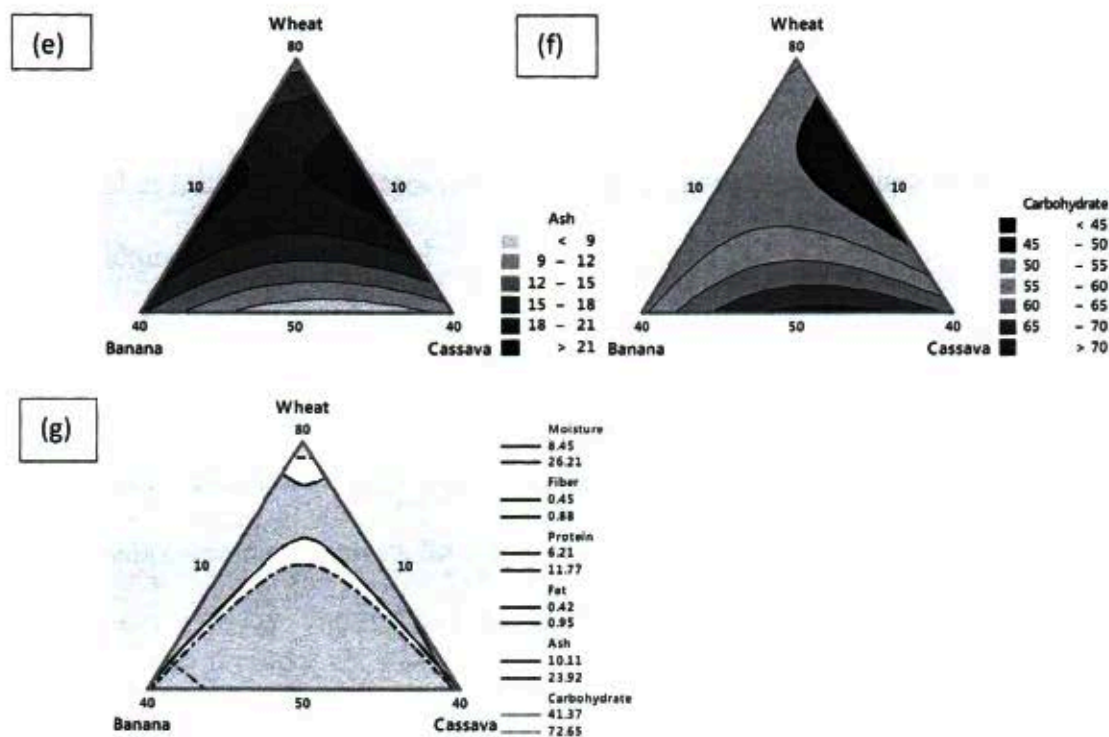 (e)
Wheat
80
10
10
40
50
40
Banana
Cassava
Ash
< 9
9 – 12
12 – 15
15 – 18
18 – 21
> 21
(f)
Wheat
80
10
10
40
50
40
Banana
Cassava
Carbohydrate
< 45
45 – 50
50 – 55
55 – 60
60 – 65
65 – 70
> 70
(g)
Wheat
80
10
10
40
50
40
Banana
Cassava
Moisture
8.45
26.21
Fiber
0.45
0.88
Protein
6.21
11.77
Fat
0.42
0.95
Ash
10.11
23.92
Carbohydrate
41.37
72.65